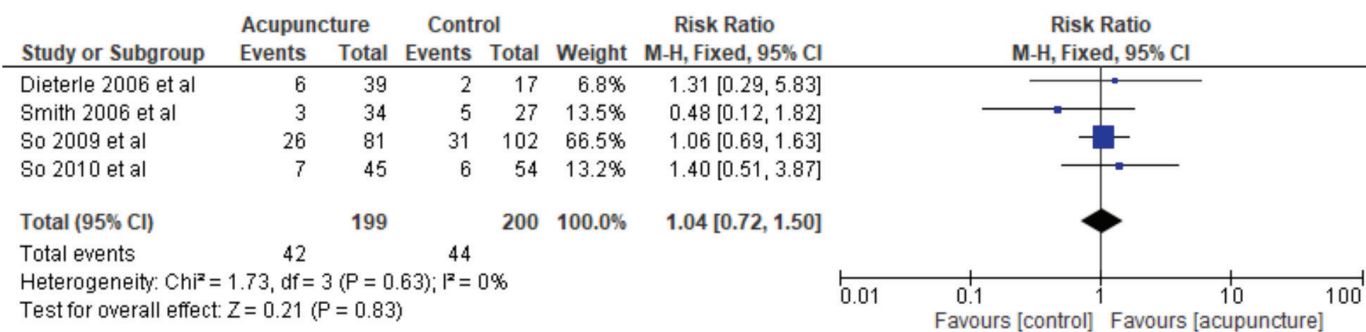 Acupuncture Control Risk Ratio Risk Ratio
Study or Subgroup Events Total Events Total Weight M-H, Fixed, 95% CI M-H, Fixed, 95% CI
Dieterle 2006 et al 6 39 2 17 6.8% 1.31 [0.29, 5.83]
Smith 2006 et al 3 34 5 27 13.5% 0.48 [0.12, 1.82]
So 2009 et al 26 81 31 102 66.5% 1.06 [0.69, 1.63]
So 2010 et al 7 45 6 54 13.2% 1.40 [0.51, 3.87]
Total (95% CI) 199 200 100.0% 1.04 [0.72, 1.50]
Total events 42 44
Heterogeneity: Chi² = 1.73, df = 3 (P = 0.63); I² = 0%
Test for overall effect: Z = 0.21 (P = 0.83)
0.01 0.1 1 10 100
Favours [control] Favours [acupuncture]